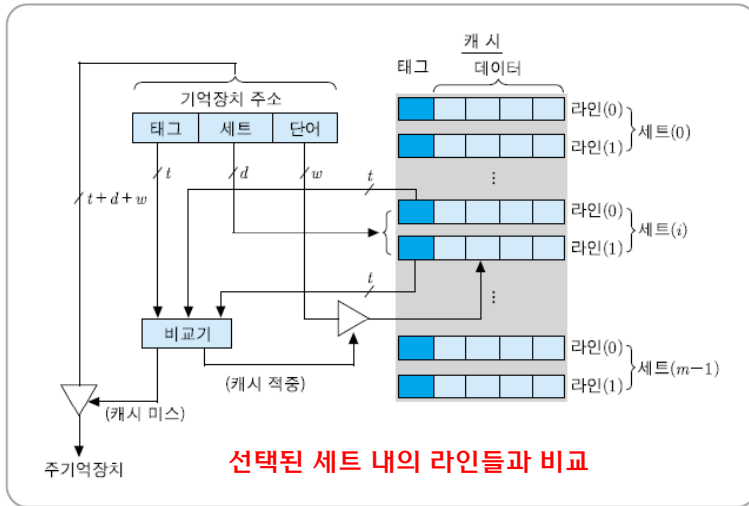 캐 시
태그
데이터
기억장치 주소
태그 세트 단어
t
d
w
t+d+w
t
t
라인(0)
라인(1)
세트(0)
⋮
라인(0)
라인(1)
세트(i)
⋮
라인(0)
라인(1)
세트(m−1)
비교기
(캐시 적중)
(캐시 미스)
주기억장치
선택된 세트 내의 라인들과 비교